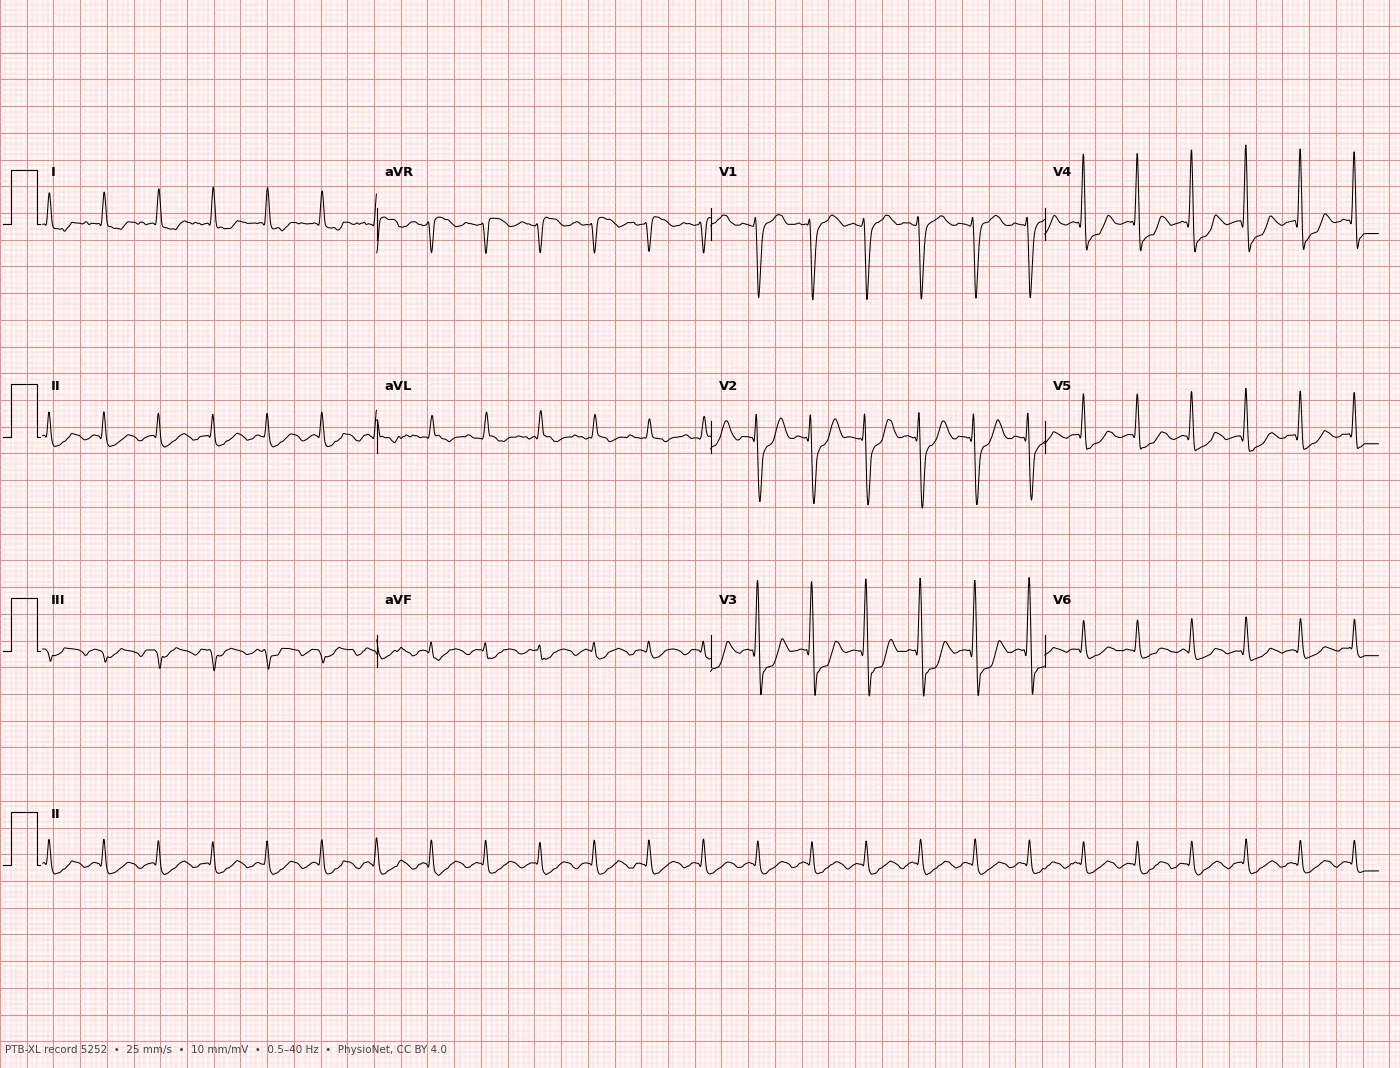 I aVR V1 V4
II aVL V2 V5
III aVF V3 V6
II
PTB-XL record 5252 • 25 mm/s • 10 mm/mV • 0.5–40 Hz • PhysioNet, CC BY 4.0